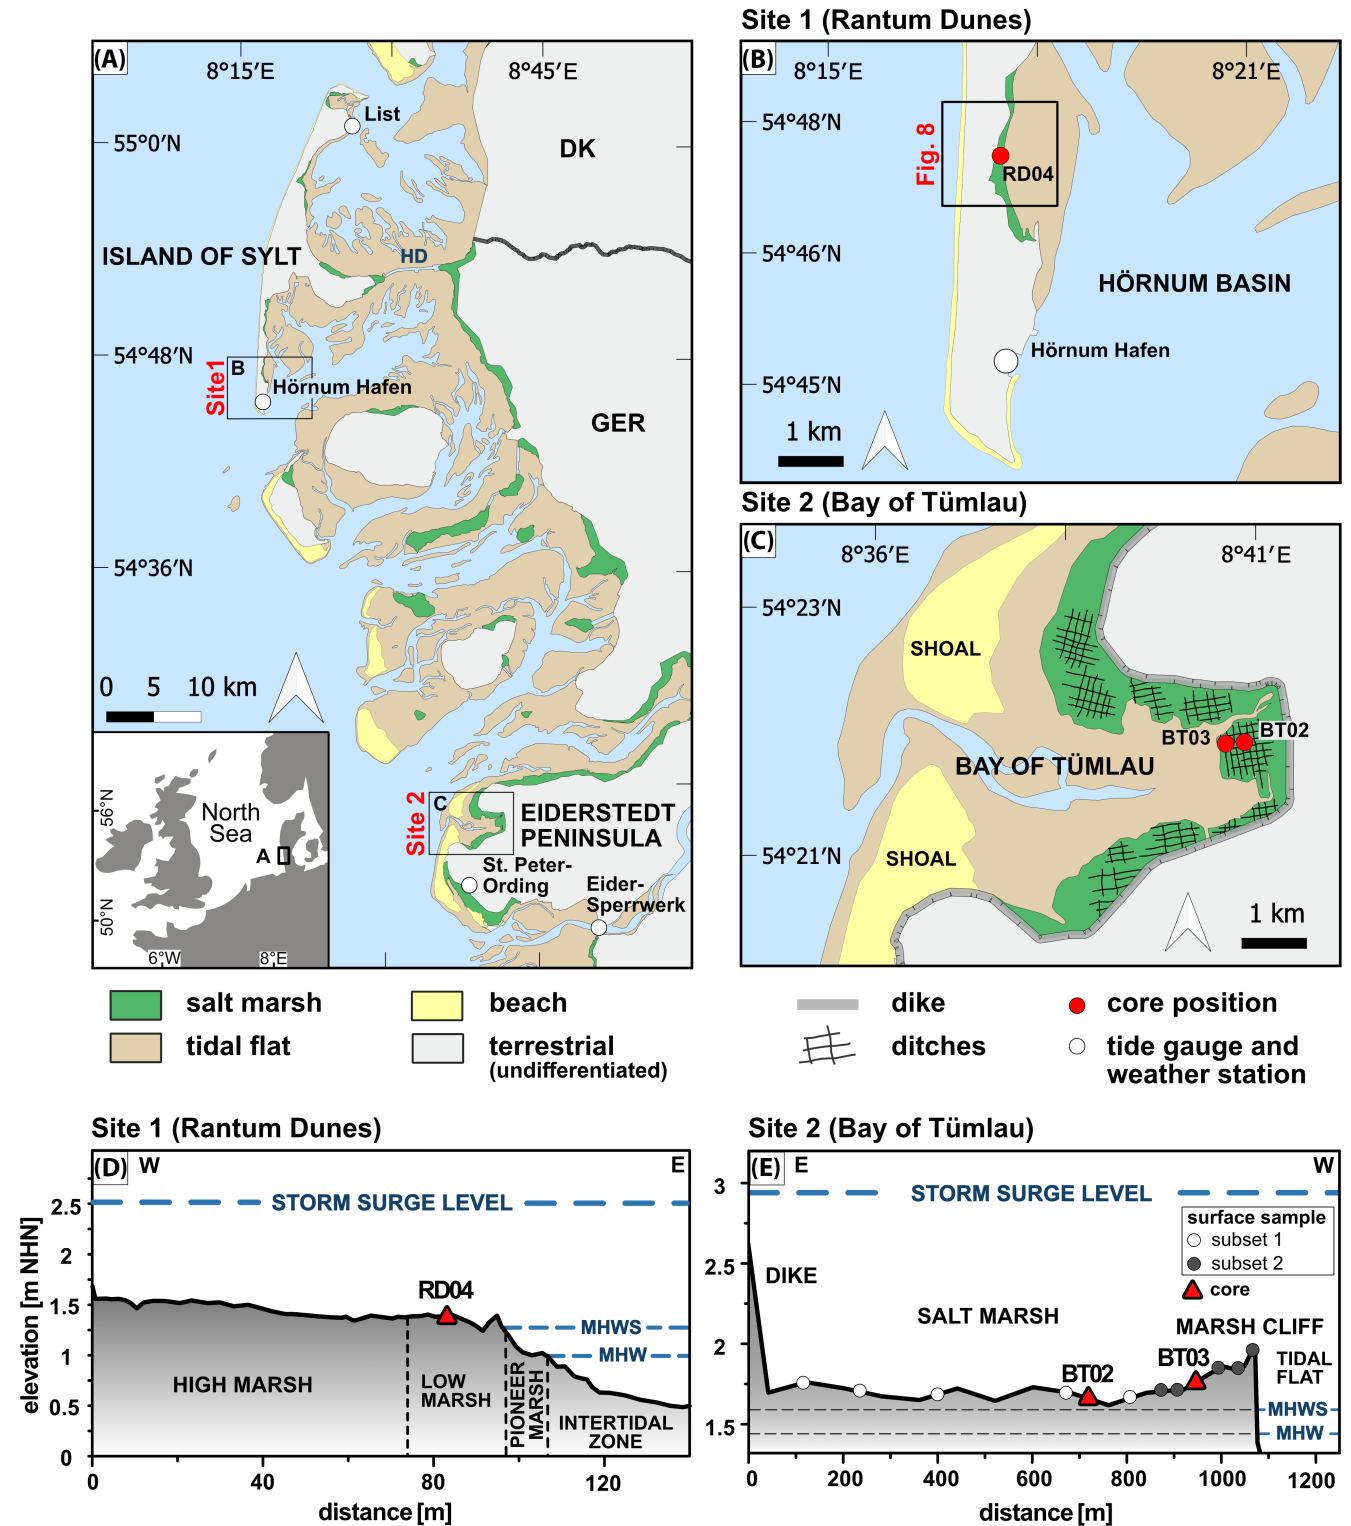 Site 1 (Rantum Dunes)
(A)
8°15′E
8°45′E
List
55°0′N
DK
ISLAND OF SYLT
HD
54°48′N
Site1
B
Hörnum Hafen
GER
54°36′N
0 5 10 km
North
Sea
A
56°N
50°N
6°W
8°E
Site 2
C
EIDERSTEDT
PENINSULA
St. Peter-
Ording
Eider-
Sperrwerk
(B)
8°15′E
8°21′E
54°48′N
Fig. 8
RD04
54°46′N
HÖRNUM BASIN
Hörnum Hafen
54°45′N
1 km
Site 2 (Bay of Tümlau)
(C)
8°36′E
8°41′E
54°23′N
SHOAL
BT03
BT02
BAY OF TÜMLAU
54°21′N
SHOAL
1 km
salt marsh
beach
dike
core position
tidal flat
terrestrial
(undifferentiated)
ditches
tide gauge and
weather station
Site 1 (Rantum Dunes)
(D)
W
E
2.5
STORM SURGE LEVEL
2
RD04
1.5
MHWS
1
MHW
HIGH MARSH
LOW
MARSH
PIONEER
MARSH
0.5
INTERTIDAL
ZONE
0
elevation [m NHN]
0 40 80 120
distance [m]
Site 2 (Bay of Tümlau)
(E)
E
W
3
STORM SURGE LEVEL
surface sample
subset 1
subset 2
core
2.5
DIKE
SALT MARSH
MARSH CLIFF
2
BT02
BT03
TIDAL
FLAT
1.5
MHWS
MHW
0 200 400 600 800 1000 1200
distance [m]